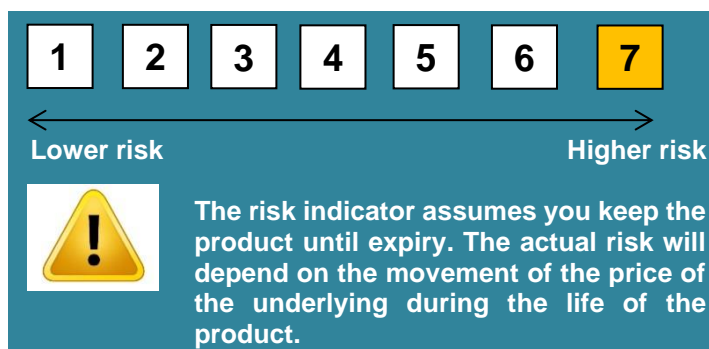 1 2 3 4 5 6 7
Lower risk Higher risk
The risk indicator assumes you keep the
product until expiry. The actual risk will
depend on the movement of the price of
the underlying during the life of the
product.